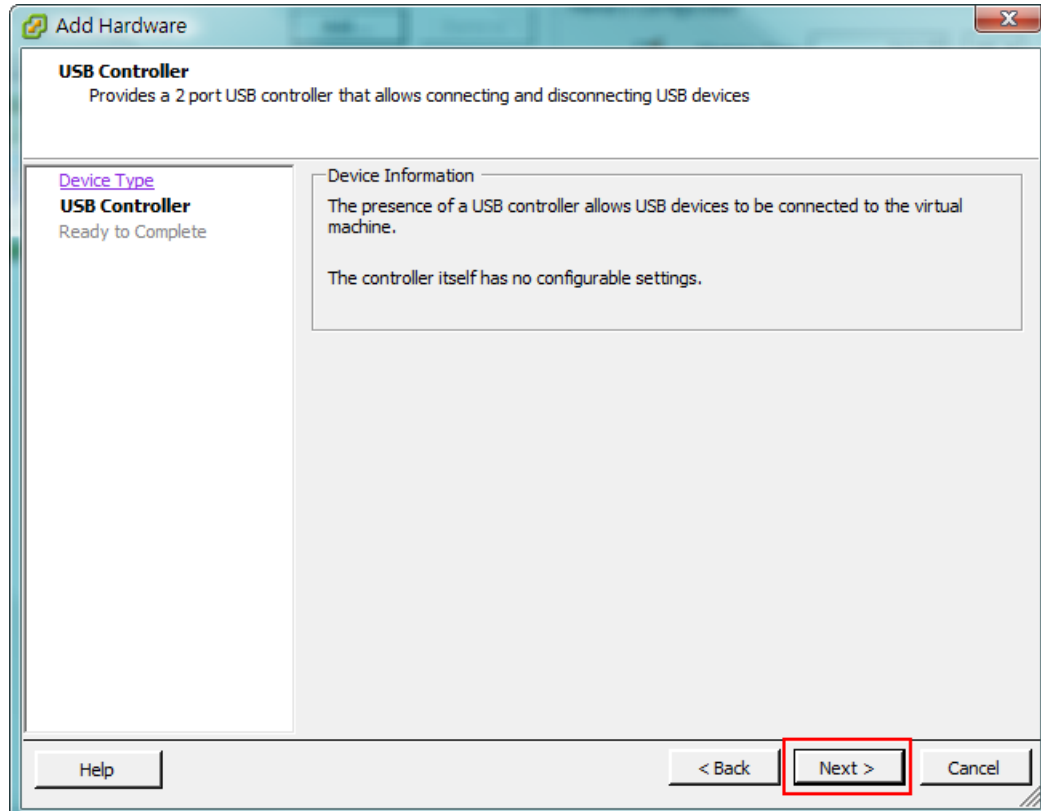 Add Hardware
USB Controller
Provides a 2 port USB controller that allows connecting and disconnecting USB devices
Device Type
USB Controller
Ready to Complete
Device Information
The presence of a USB controller allows USB devices to be connected to the virtual
machine.
The controller itself has no configurable settings.
Help
< Back
Next >
Cancel